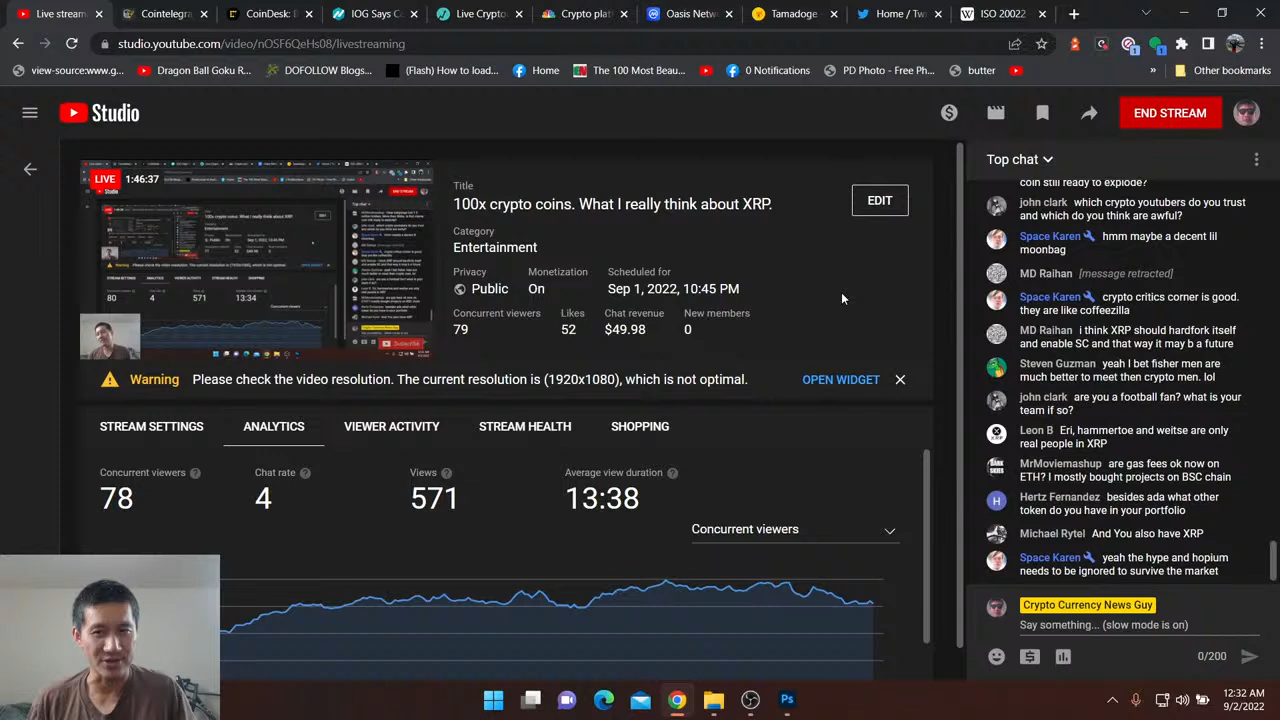 Live stream
Cointelegra
CoinDesk: B
IOG Says C
Live Crypto
Crypto plat
Oasis Netw
Tamadoge
Home / Tw
ISO 20022
studio.youtube.com/video/nOSF6QeHs08/livestreaming
view-source:www.g...
Dragon Ball Goku R...
DOFOLLOW Blogs...
(Flash) How to Ins...
Home
The 100 Most Beau...
0 Notifications
3D Photo - Free Ph...
butter
»
Other bookmarks
Studio
END STREAM
LIVE 1:46:37
Title
100x crypto coins. What I really think about XRP.
Category
Entertainment
Privacy
Public
On
Sep 1, 2022, 10:45 PM
Concurrent viewers
79
Likes
52
Chat revenue
$49.98
New members
0
Warning Please check the video resolution. The current resolution is (1920x1080), which is not optimal.
OPEN WIDGET
STREAM SETTINGS
ANALYTICS
VIEWER ACTIVITY
STREAM HEALTH
SHOPPING
Concurrent viewers
78
Chat rate
4
Views
571
Average view duration
13:38
Concurrent viewers
Top chat
coin still really explode?
john clark which crypto youtubers do you trust
and which do you think are awful?
Space Karen hmm maybe a decent lil
moonbag
MD Raihan [message retracted]
Space Karen crypto critics corner is good
they are like coffeezilla
MD Raihan i think XRP should hardfork itself
and enable SC and that way it may b a future
Steven Guzman yeah I bet fisher men are
much better to meet then crypto men. lol
john clark are you a football fan? what is your
team if so?
Leon B Eri, hammertoe and weitse are only
real people in XRP
MrMoviemashup are gas fees ok now on
ETH? I mostly bought projects on BSC chain
Hertz Fernandez besides ada what other
token do you have in your portfolio
Michael Rytel And You also have XRP
Space Karen yeah the hype and hopium
needs to be ignored to survive the market
Crypto Currency News Guy
Say something... (slow mode is on)
0/200
12:32 AM
9/2/2022